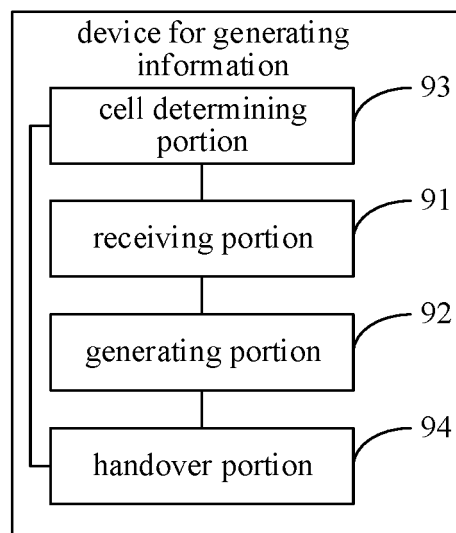 device for generating
information
cell determining
portion
93
receiving portion
91
generating portion
92
handover portion
94